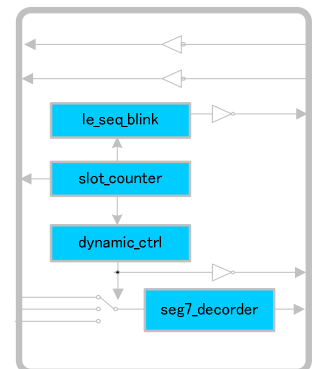 le_seq_blink
slot_counter
dynamic_ctrl
seg7_decorder